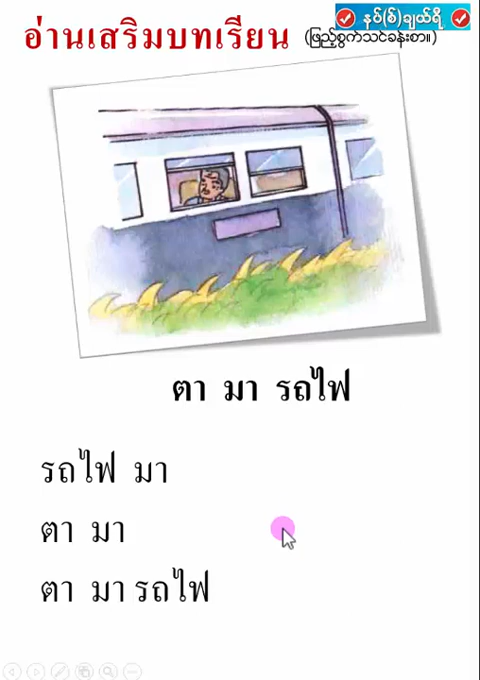 နပ်(စ်)ချယ်ရီ
อ่านเสริมบทเรียน (ဖြည့်စွက်သင်ခန်းစာ။)
ตา มา รถไฟ
รถไฟ มา
ตา มา
ตา มา รถไฟ